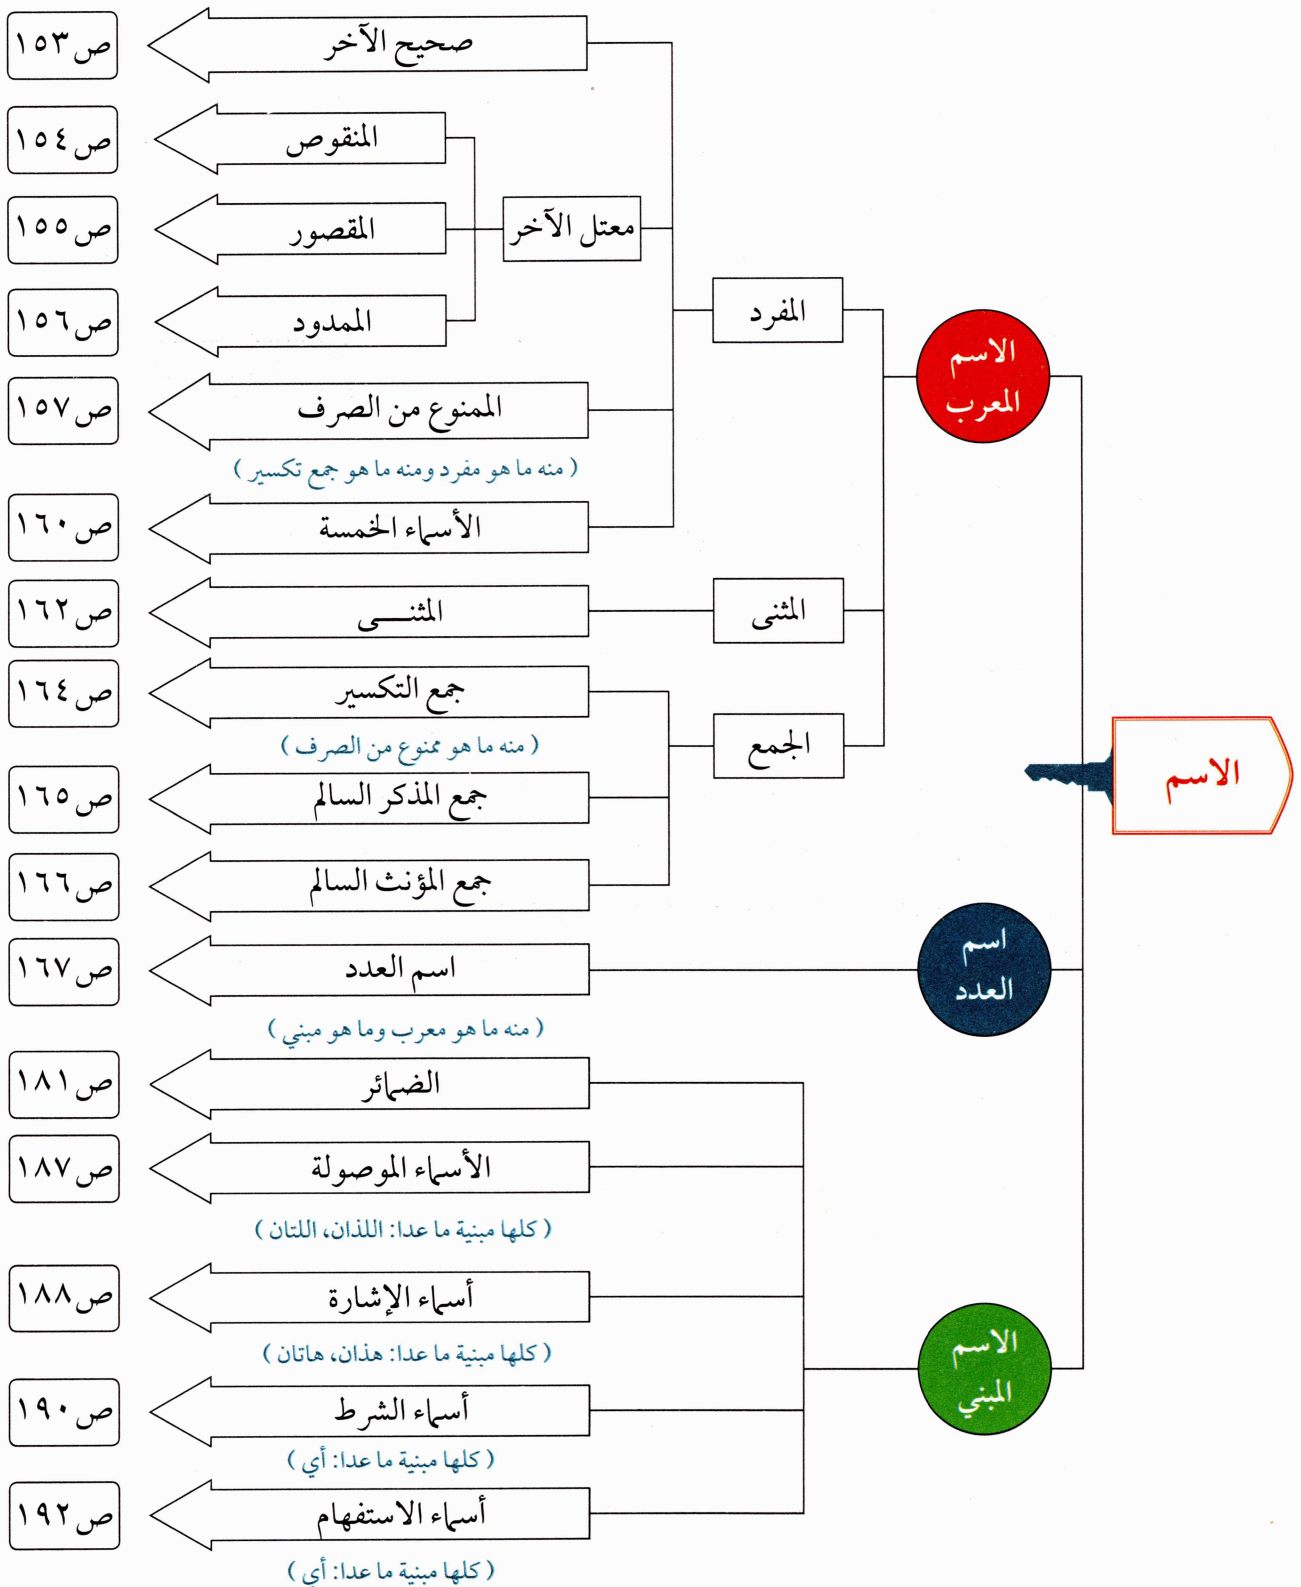 الاسم
الاسم
المعرب
المفرد
صحيح الآخر
ص ١٥٣
معتل الآخر
المنقوص
ص ١٥٤
المقصور
ص ١٥٥
الممدود
ص ١٥٦
الممنوع من الصرف
ص ١٥٧
( منه ما هو مفرد ومنه ما هو جمع تكسير )
الأسماء الخمسة
ص ١٦٠
المثنى
المثنــــى
ص ١٦٢
الجمع
جمع التكسير
ص ١٦٤
( منه ما هو ممنوع من الصرف )
جمع المذكر السالم
ص ١٦٥
جمع المؤنث السالم
ص ١٦٦
اسم
العدد
اسم العدد
ص ١٦٧
( منه ما هو معرب وما هو مبني )
الاسم
المبني
الضمائر
ص ١٨١
الأسماء الموصولة
ص ١٨٧
( كلها مبنية ما عدا: اللذان، اللتان )
أسماء الإشارة
ص ١٨٨
( كلها مبنية ما عدا: هذان، هاتان )
أسماء الشرط
ص ١٩٠
( كلها مبنية ما عدا: أي )
أسماء الاستفهام
ص ١٩٢
( كلها مبنية ما عدا: أي )